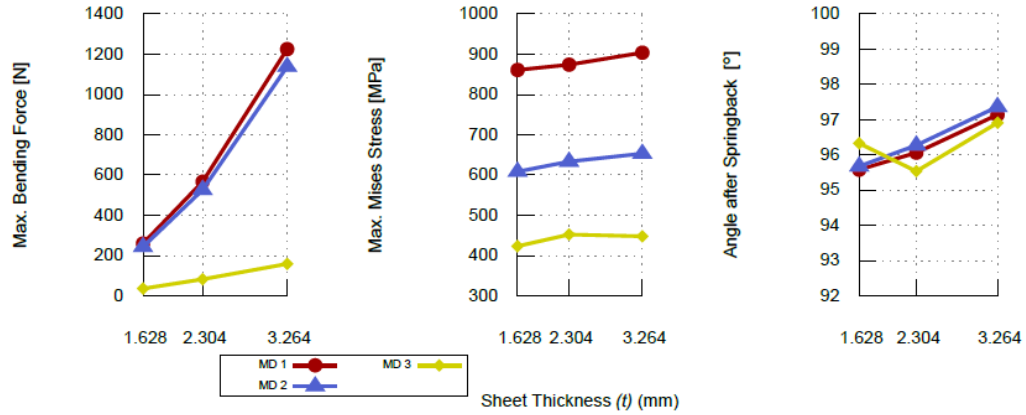 Max. Bending Force [N]
1400
1200
1000
800
600
400
200
0
1.628 2.304 3.264
Max. Mises Stress [MPa]
1000
900
800
700
600
500
400
300
1.628 2.304 3.264
Angle after Springback [°]
100
99
98
97
96
95
94
93
92
1.628 2.304 3.264
MD 1 MD 3
MD 2
Sheet Thickness (t) (mm)